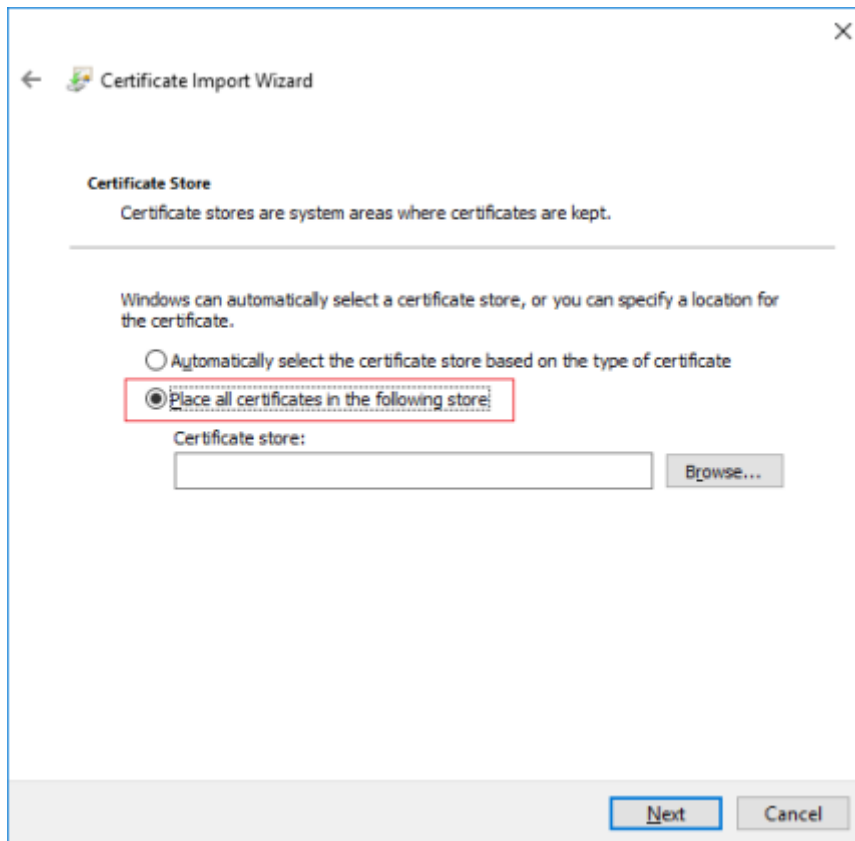 Certificate Import Wizard
Certificate Store
Certificate stores are system areas where certificates are kept.
Windows can automatically select a certificate store, or you can specify a location for
the certificate.
Automatically select the certificate store based on the type of certificate
Place all certificates in the following store
Certificate store:
Browse...
Next
Cancel